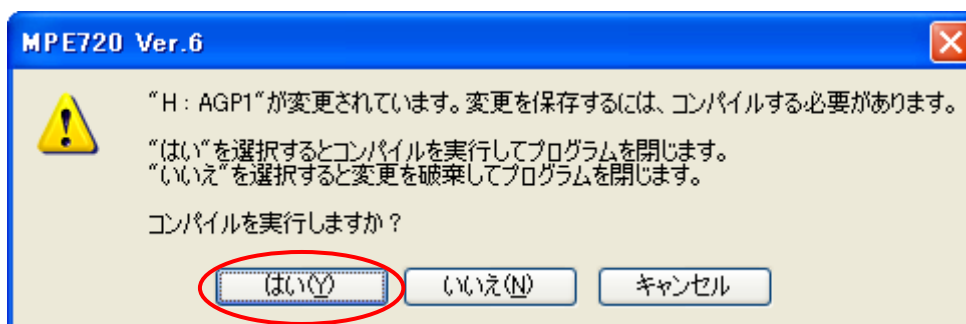 MPE720 Ver.6
"H : AGP1"が変更されています。変更を保存するには、コンパイルする必要があります。
"はい"を選択するとコンパイルを実行してプログラムを閉じます。
"いいえ"を選択すると変更を破棄してプログラムを閉じます。
コンパイルを実行しますか？
はい(Y) いいえ(N) キャンセル